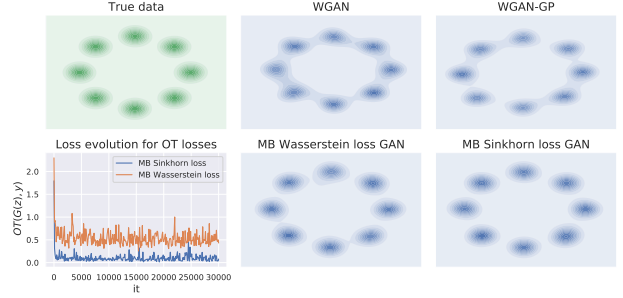 True data
WGAN
WGAN-GP
Loss evolution for OT losses
MB Wasserstein loss GAN
MB Sinkhorn loss GAN
MB Sinkhorn loss
MB Wasserstein loss
OT(G(z), y)
2.0
1.5
1.0
0.5
0.0
0 5000 10000 15000 20000 25000 30000
it